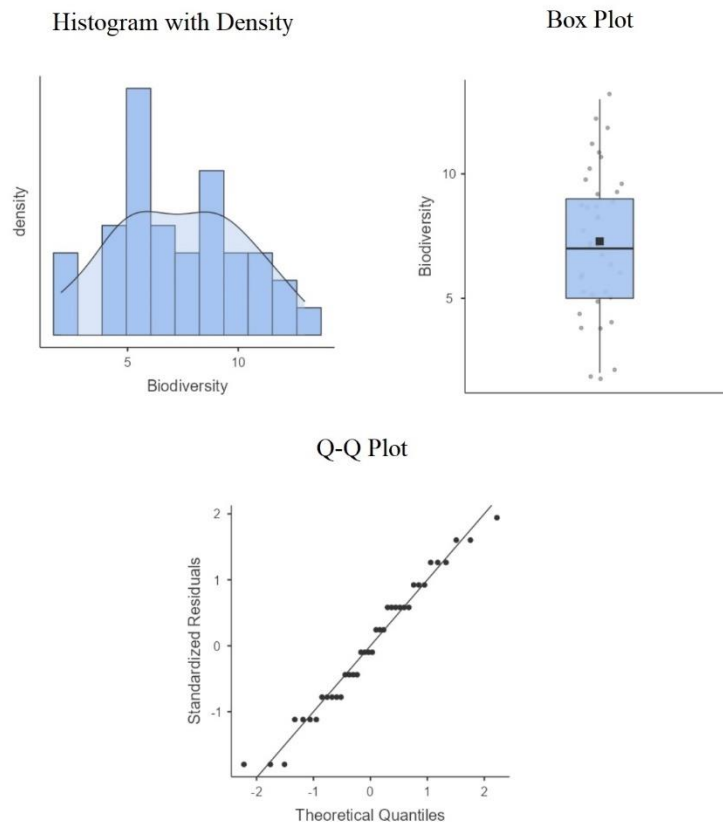 Histogram with Density
density
5
10
Biodiversity
Box Plot
Biodiversity
10
5
Q-Q Plot
Standardized Residuals
2
1
0
-1
-2
-1
0
1
2
Theoretical Quantiles